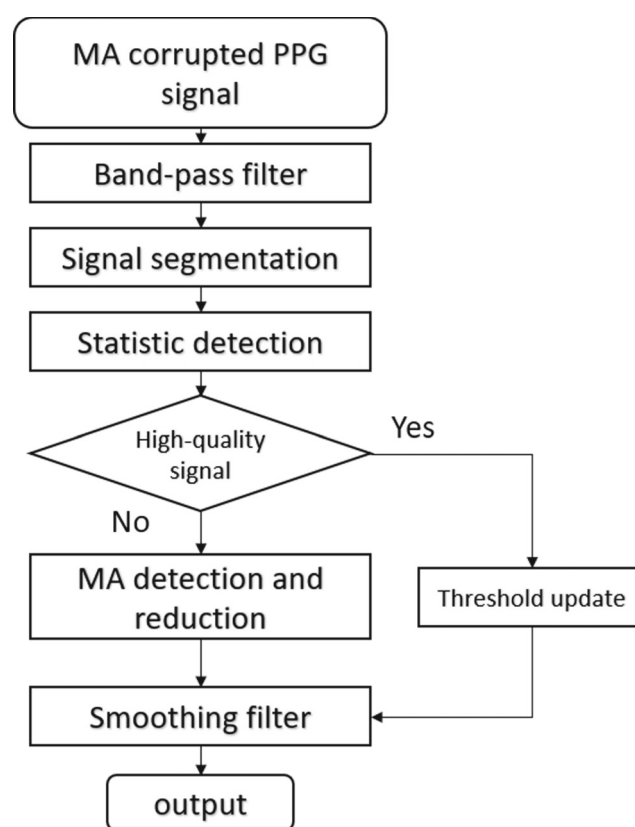 MA corrupted PPG
signal
Band-pass filter
Signal segmentation
Statistic detection
High-quality
signal
Yes
No
MA detection and
reduction
Threshold update
Smoothing filter
output